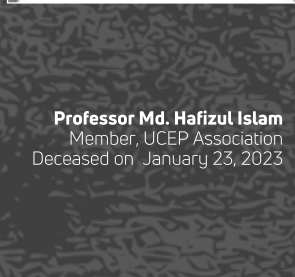 Professor Md. Hafizul Islam
Member, UCEP Association
Deceased on January 23, 2023